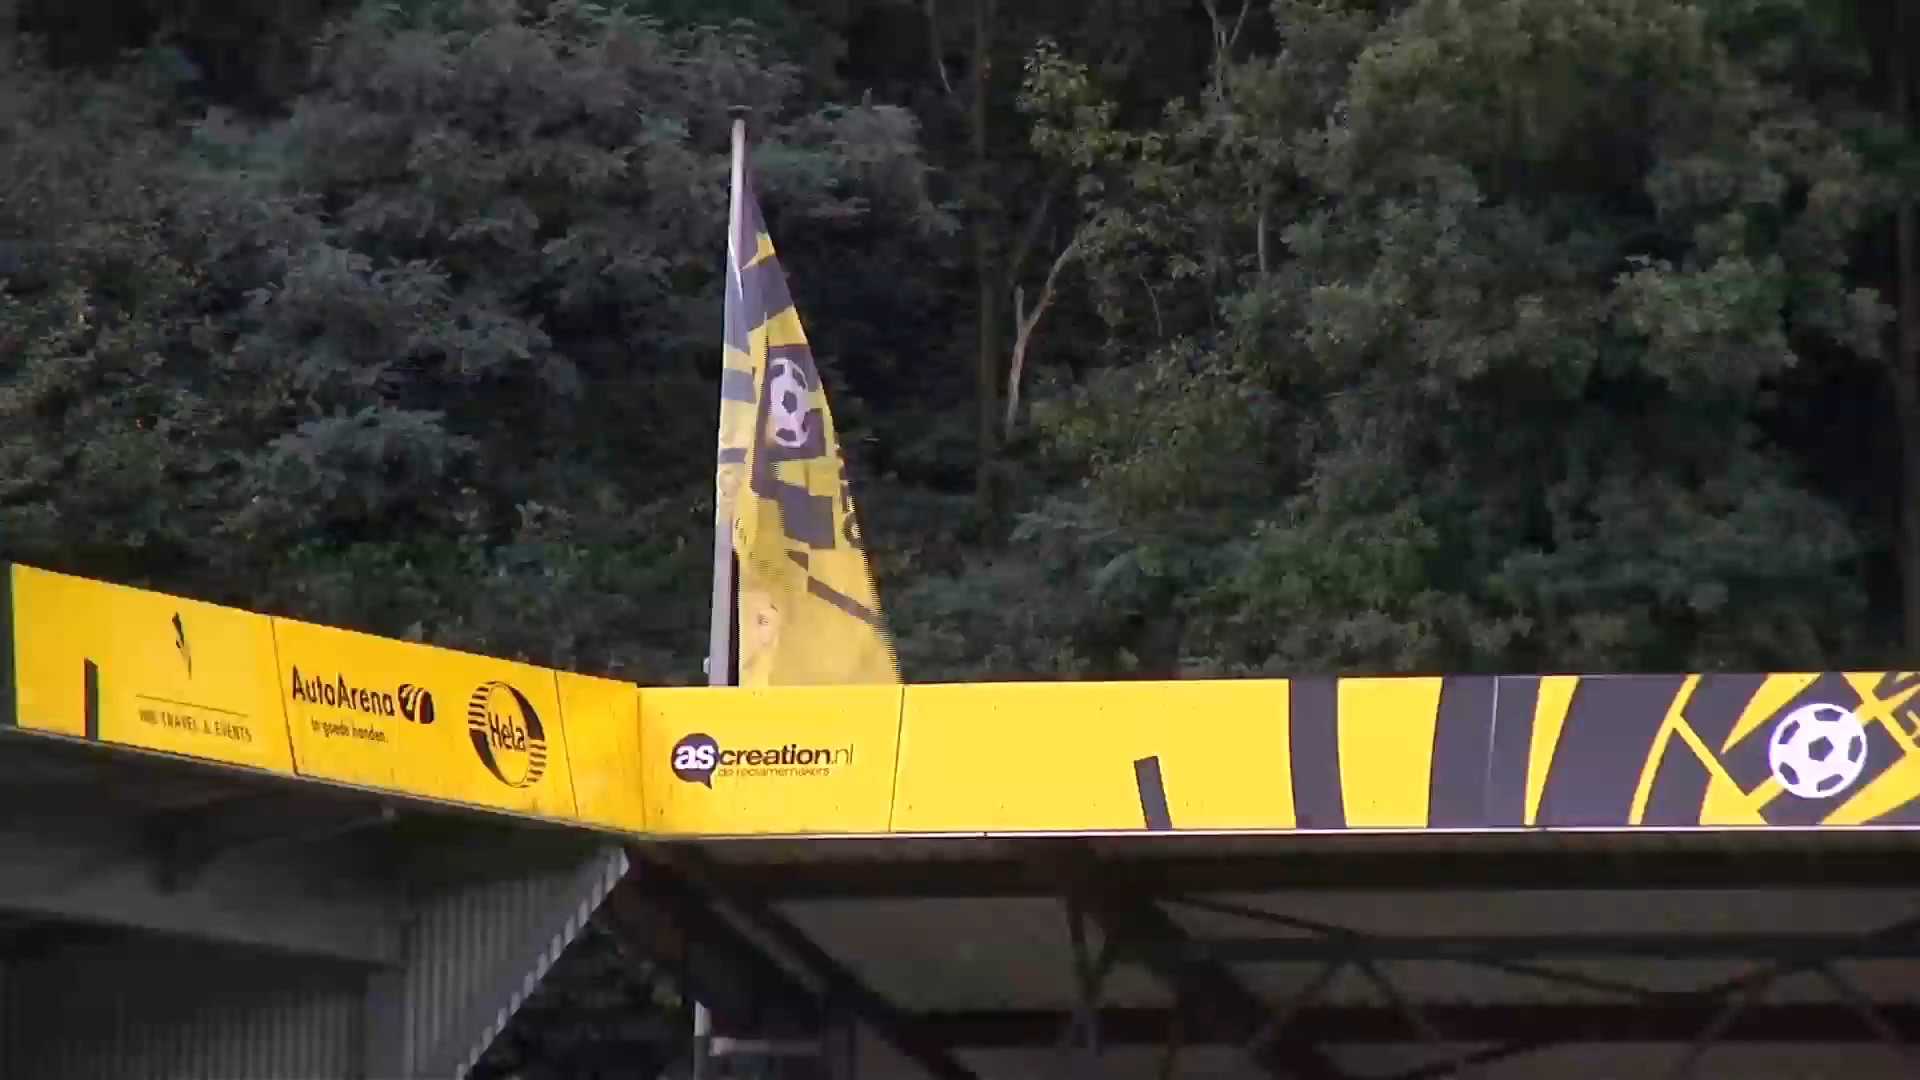 TRAVEL & EVENTS
AutoArena
In goede handen.
Hela
ascreation.nl
de reclamemakers